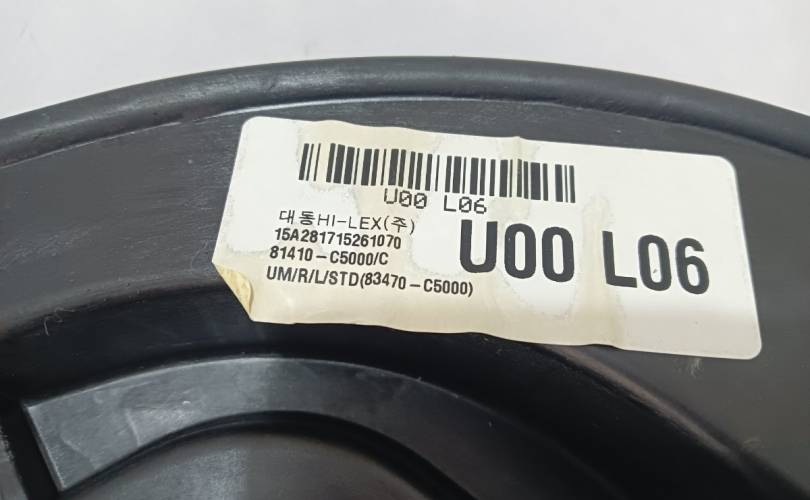 U00 L06
대동HI-LEX(주)
15A281715261070
81410-C5000/C
UM/R/L/STD(83470-C5000)
U00 L06